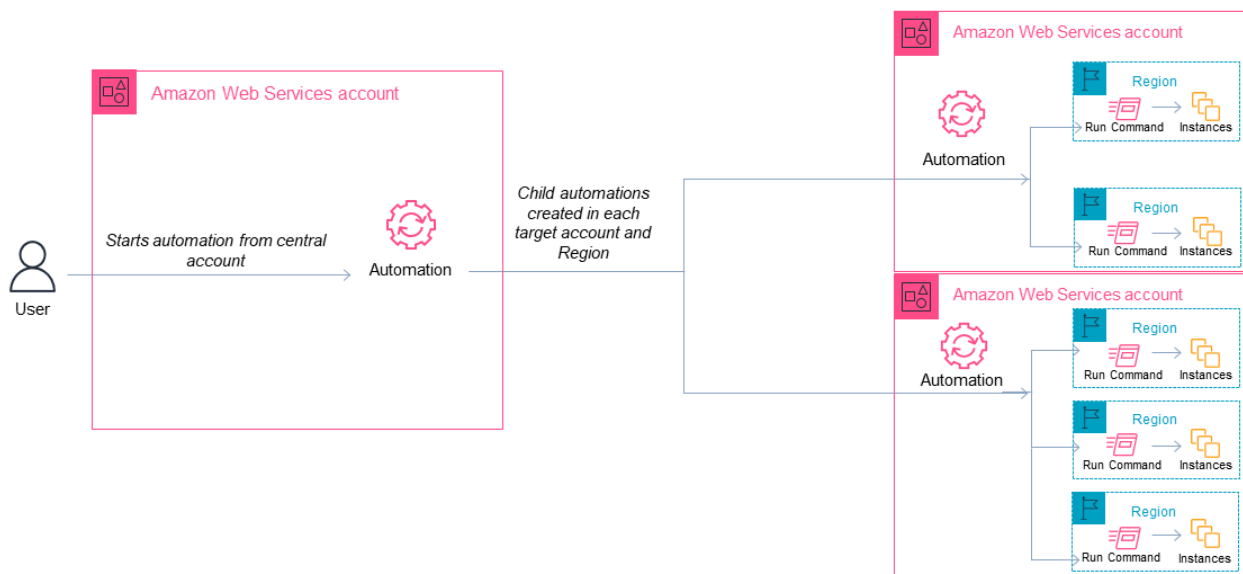 Amazon Web Services account
Starts automation from central
account
User
Automation
Child automations
created in each
target account and
Region
Amazon Web Services account
Automation
Region
Run Command
Instances
Region
Run Command
Instances
Amazon Web Services account
Automation
Region
Run Command
Instances
Region
Run Command
Instances
Region
Run Command
Instances